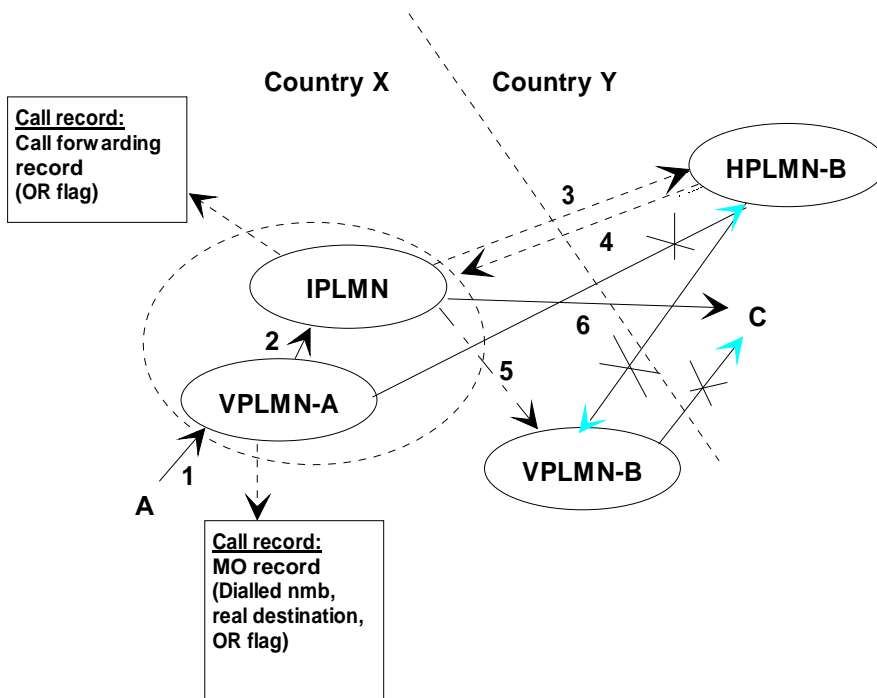 Country X
Country Y
Call record:
Call forwarding
record
(OR flag)
HPLMN-B
3
4
IPLMN
C
6
2
5
VPLMN-A
VPLMN-B
1
A
Call record:
MO record
(Dialled nmb,
real destination,
OR flag)